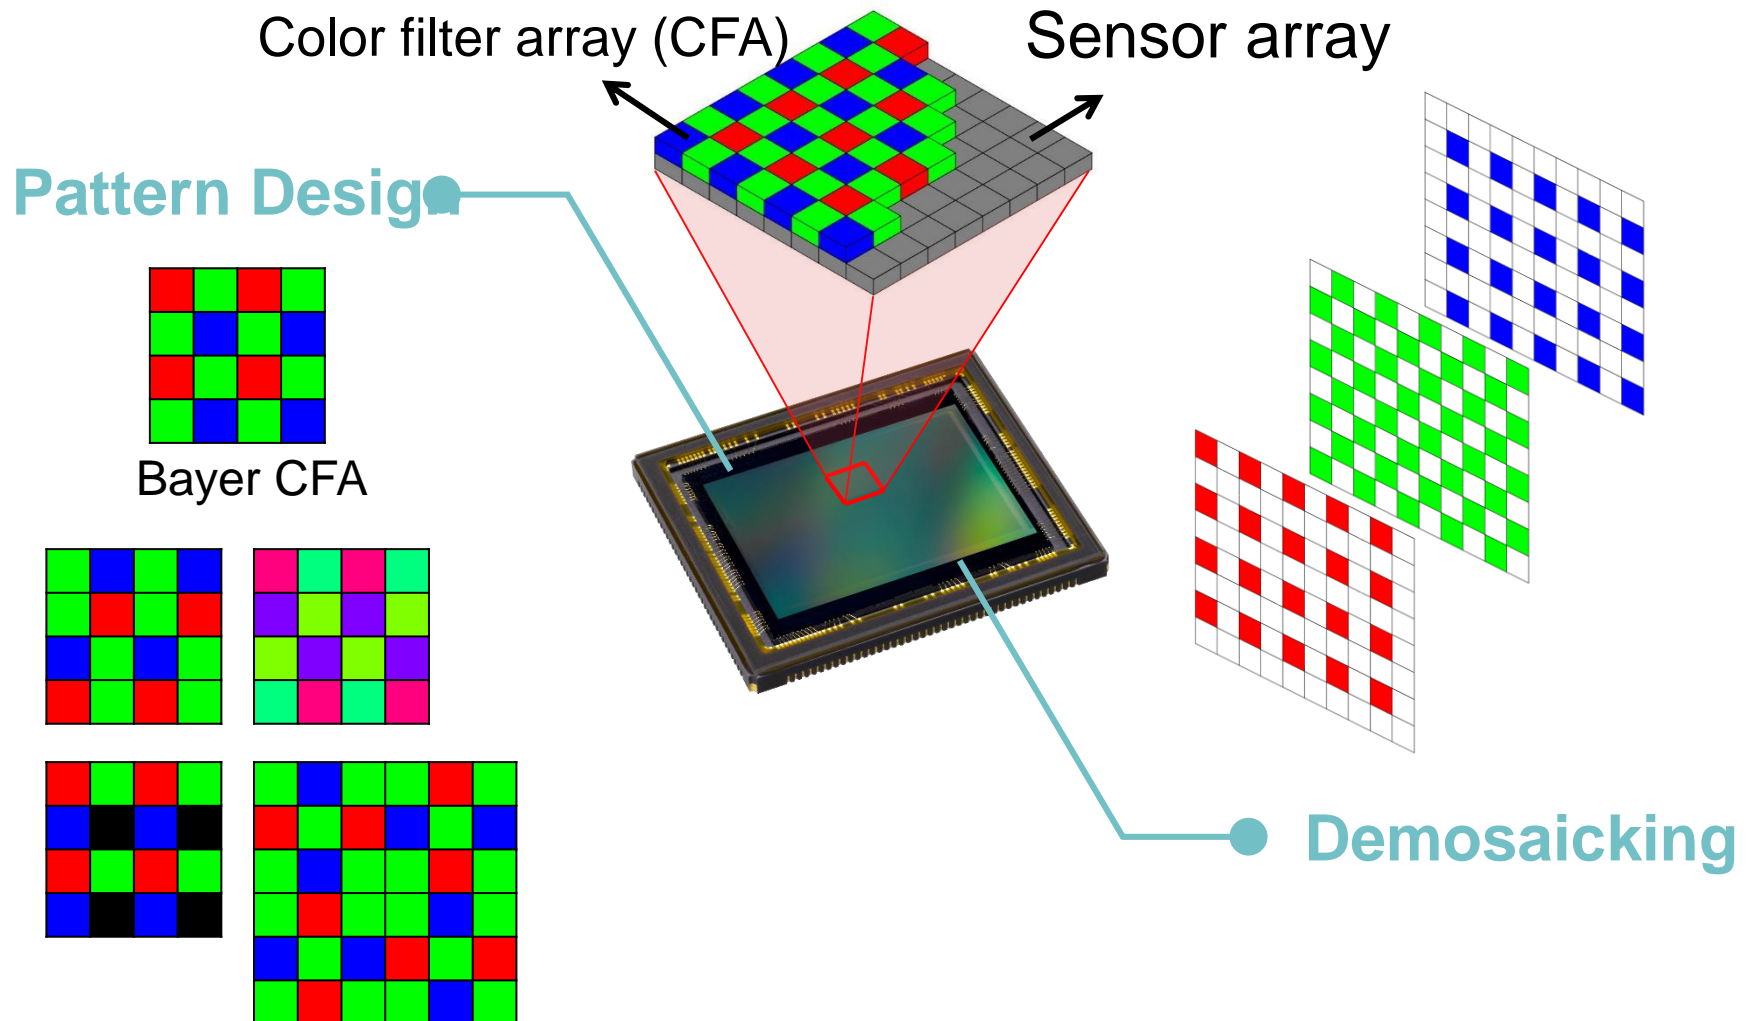 Color filter array (CFA)
Sensor array
Pattern Design
Bayer CFA
Demosaicking